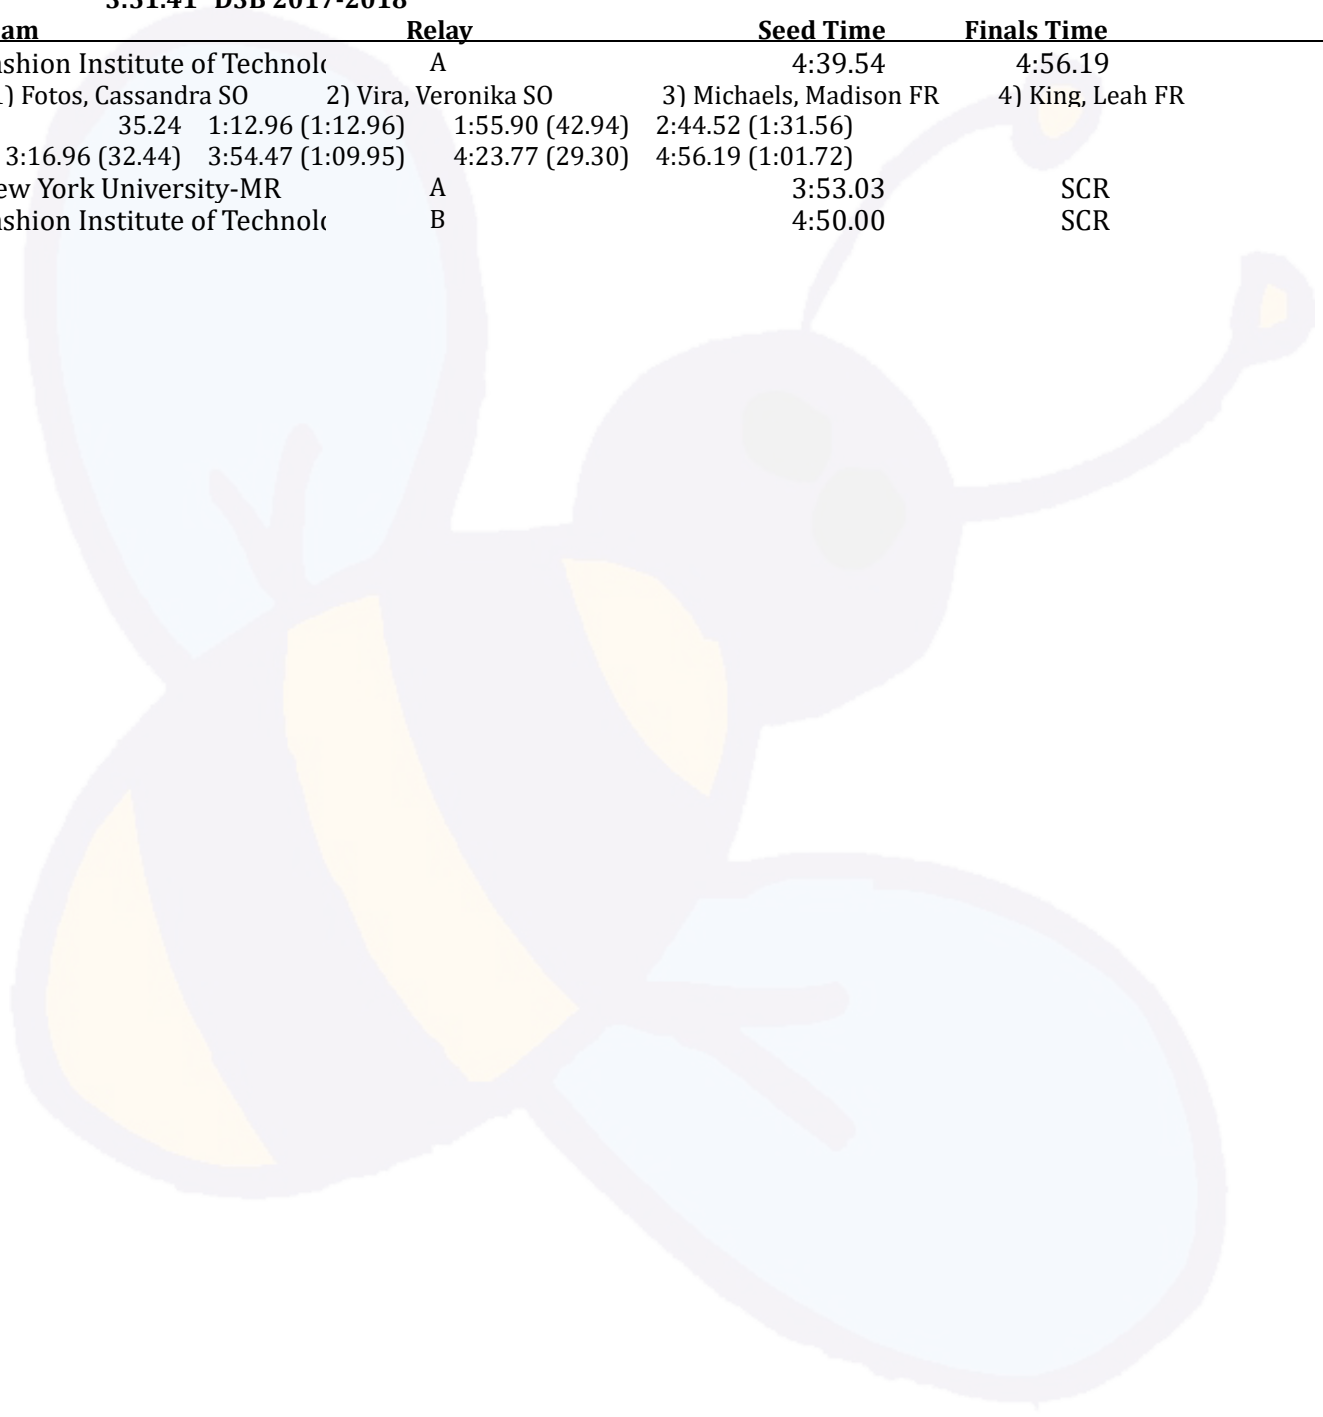 3:51.41 DSB 2017-2018
am Relay Seed Time Finals Time
ashion Institute of Technolo A 4:39.54 4:56.19
1) Fotos, Cassandra SO 2) Vira, Veronika SO 3) Michaels, Madison FR 4) King, Leah FR
35.24 1:12.96 (1:12.96) 1:55.90 (42.94) 2:44.52 (1:31.56)
3:16.96 (32.44) 3:54.47 (1:09.95) 4:23.77 (29.30) 4:56.19 (1:01.72)
ew York University-MR A 3:53.03 SCR
ashion Institute of Technolo B 4:50.00 SCR